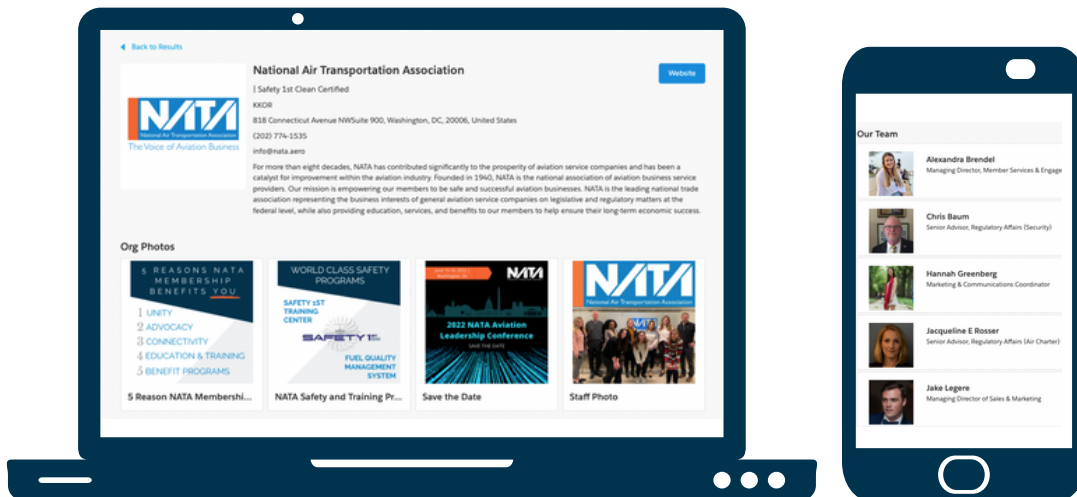 Back to Results
National Air Transportation Association
Website
| Safety 1st Clean Certified
KKOR
818 Connecticut Avenue NWSuite 900, Washington, DC, 20006, United States
(202) 774-1535
info@nata.aero
For more than eight decades, NATA has contributed significantly to the prosperity of aviation service companies and has been a
catalyst for improvement within the aviation industry. Founded in 1940, NATA is the national association of aviation business service
providers. Our mission is empowering our members to be safe and successful aviation businesses. NATA is the leading national trade
association representing the business interests of general aviation service companies on legislative and regulatory matters at the
federal level, while also providing education, services, and benefits to our members to help ensure their long-term economic success.
NATA
National Air Transportation Association
The Voice of Aviation Business
Org Photos
5 REASONS NATA
MEMBERSHIP
BENEFITS YOU
1 UNITY
2 ADVOCACY
3 CONNECTIVITY
4 EDUCATION & TRAINING
5 BENEFIT PROGRAMS
5 Reason NATA Membershi...
WORLD CLASS SAFETY
PROGRAMS
SAFETY 1ST
TRAINING
CENTER
SAFETY 1ST
FUEL QUALITY
MANAGEMENT
SYSTEM
NATA Safety and Training Pr...
NATA
2022 NATA Aviation
Leadership Conference
SAVE THE DATE
Save the Date
NATA
National Air Transportation Association
NATA
Staff Photo
Our Team
Alexandra Brendel
Managing Director, Member Services & Engage
Chris Baum
Senior Advisor, Regulatory Affairs (Security)
Hannah Greenberg
Marketing & Communications Coordinator
Jacqueline E Rosser
Senior Advisor, Regulatory Affairs (Air Charter)
Jake Legere
Managing Director of Sales & Marketing